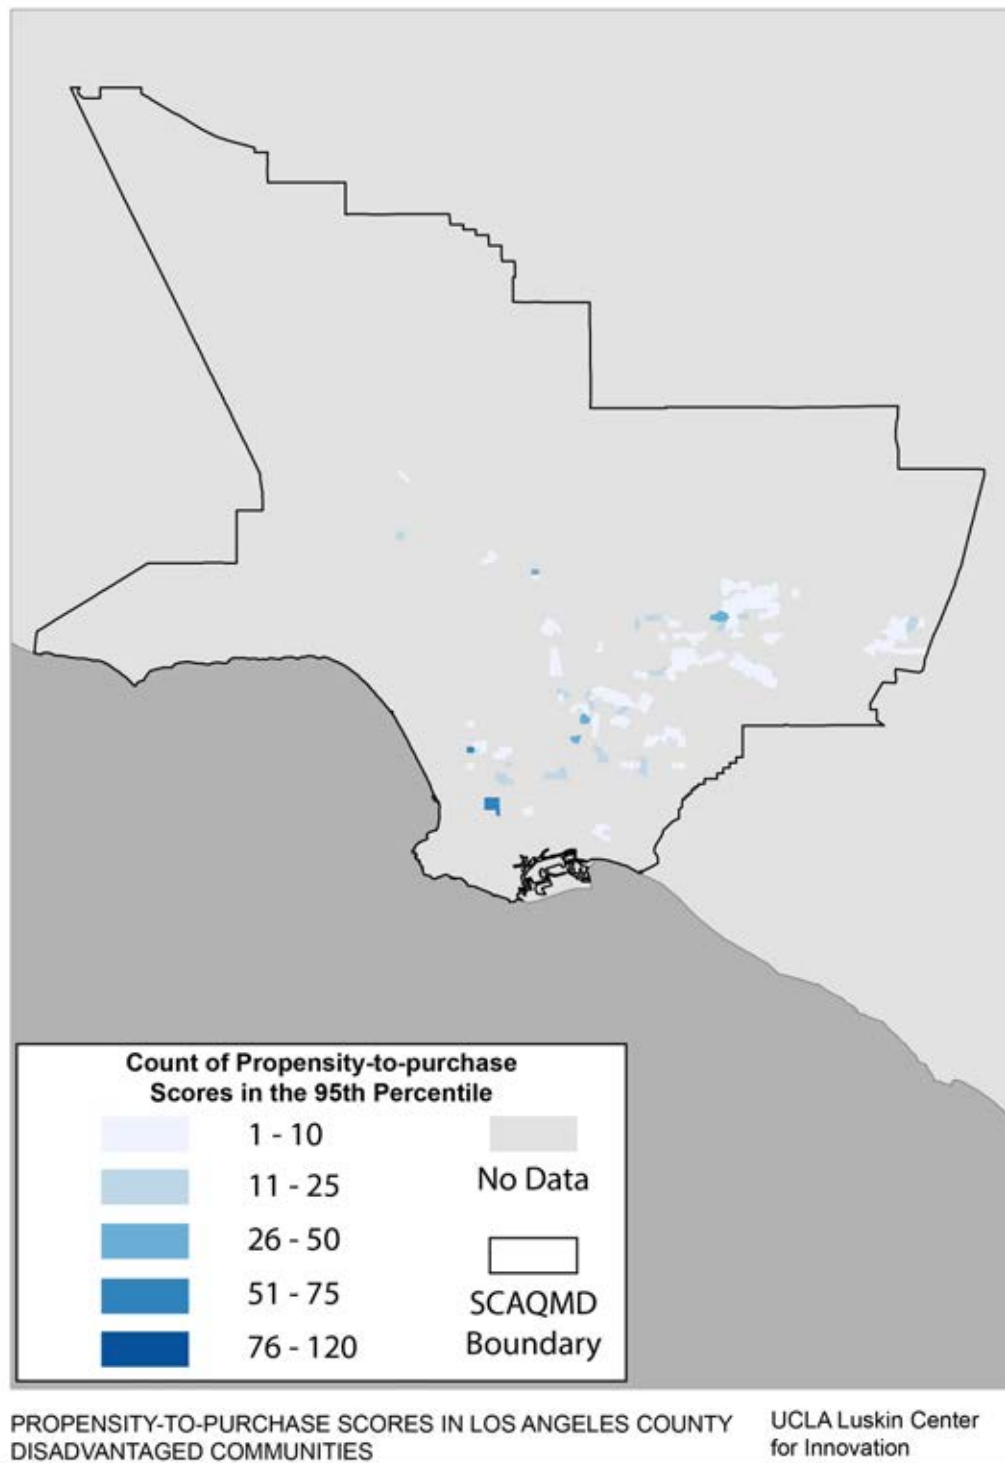 Count of Propensity-to-purchase
Scores in the 95th Percentile
1 - 10
11 - 25
26 - 50
51 - 75
76 - 120
No Data
SCAQMD
Boundary
PROPENSITY-TO-PURCHASE SCORES IN LOS ANGELES COUNTY
DISADVANTAGED COMMUNITIES
UCLA Luskin Center
for Innovation